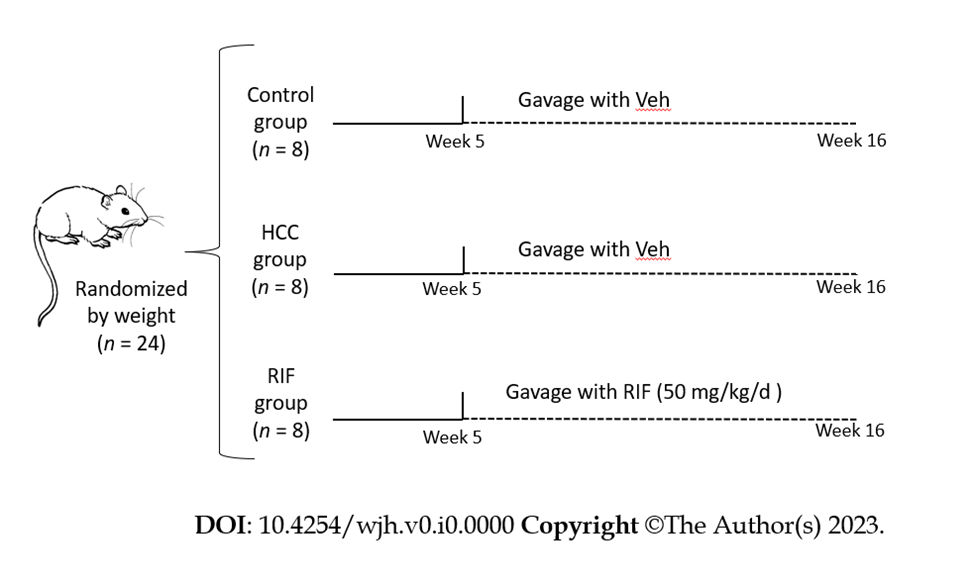 Randomized
by weight
(n = 24)
Control
group
(n = 8)
Gavage with Veh
Week 5
Week 16
HCC
group
(n = 8)
Gavage with Veh
Week 5
Week 16
RIF
group
(n = 8)
Gavage with RIF (50 mg/kg/d )
Week 5
Week 16
DOI: 10.4254/wjh.v0.i0.0000 Copyright ©The Author(s) 2023.